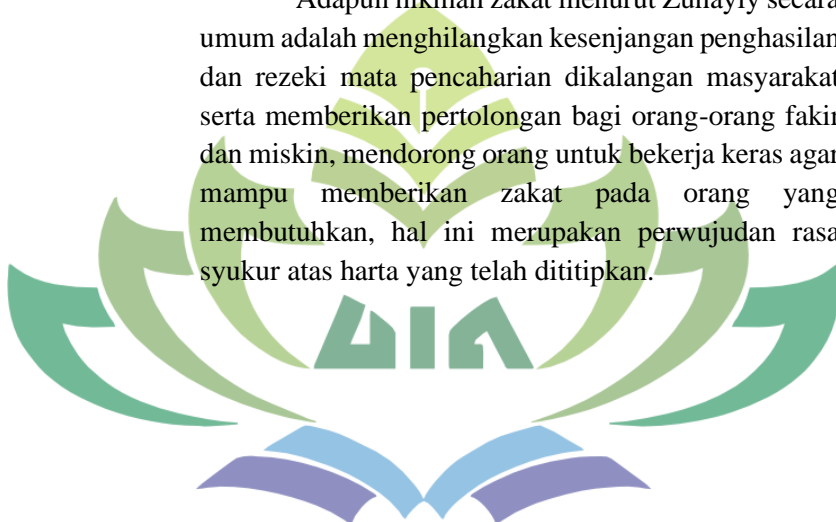 Adapun hikmah zakat menurut Zuhayly secara
umum adalah menghilangkan kesenjangan penghasilan
dan rezeki mata pencaharian dikalangan masyarakat
serta memberikan pertolongan bagi orang-orang fakir
dan miskin, mendorong orang untuk bekerja keras agar
mampu memberikan zakat pada orang yang
membutuhkan, hal ini merupakan perwujudan rasa
syukur atas harta yang telah dititipkan.
UIN